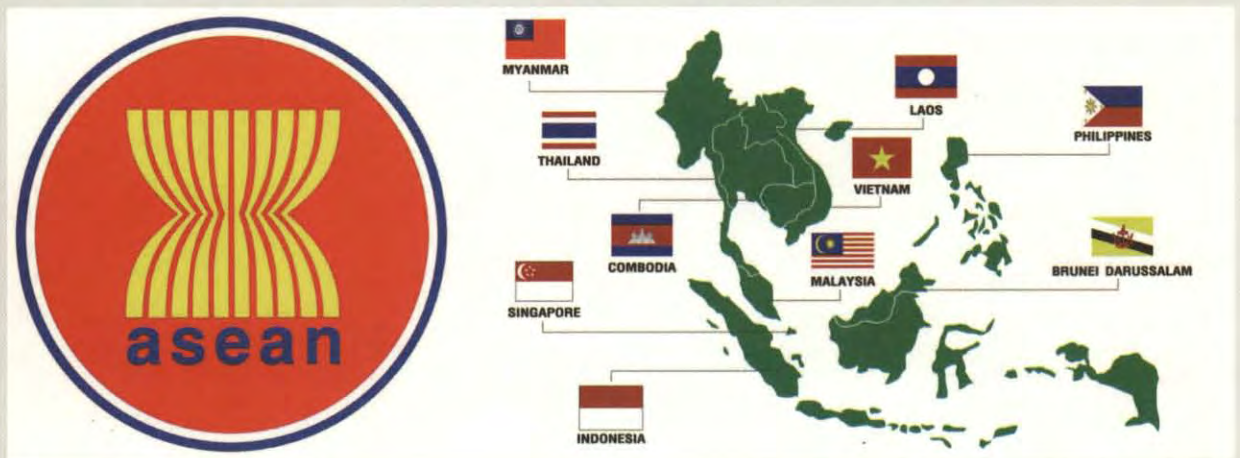 asean
MYANMAR
LAOS
PHILIPPINES
THAILAND
VIETNAM
COMBODIA
MALAYSIA
BRUNEI DARUSSALAM
SINGAPORE
INDONESIA